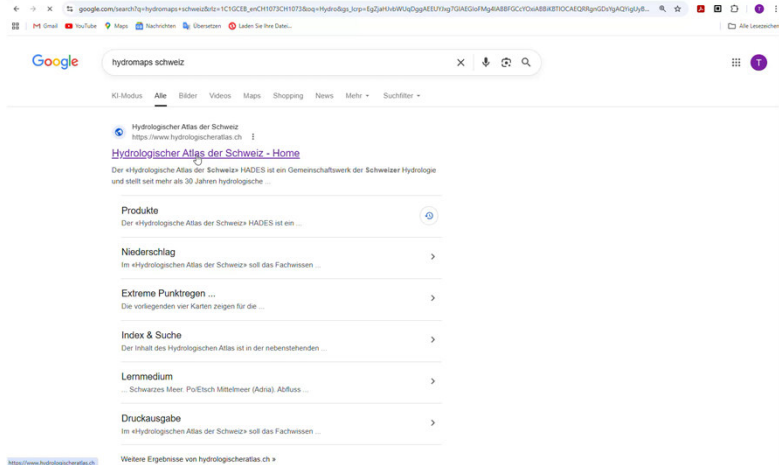 google.com/search?q=hydromaps+schweiz&rlz=1C1GCEB_enCH1073CH1073&oq=Hydro&gs_lcrp=
Gmail YouTube Maps Nachrichten Übersetzen Laden Sie Ihre Datei... Alle Lesezeichen
Google hydromaps schweiz T
KI-Modus Alle Bilder Videos Maps Shopping News Mehr Suchfilter
Hydrologischer Atlas der Schweiz
https://www.hydrologischeratlas.ch
Hydrologischer Atlas der Schweiz - Home
Der «Hydrologische Atlas der Schweiz» HADES ist ein Gemeinschaftswerk der Schweizer Hydrologie
und stellt seit mehr als 30 Jahren hydrologische ...
Produkte
Der «Hydrologische Atlas der Schweiz» HADES ist ein ...
Niederschlag
Im «Hydrologischen Atlas der Schweiz» soll das Fachwissen ...
Extreme Punktregen ...
Die vorliegenden vier Karten zeigen für die ...
Index & Suche
Der Inhalt des Hydrologischen Atlas ist in der nebenstehenden ...
Lernmedium
... Schwarzes Meer. Po/Etsch Mittelmeer (Adria). Abfluss ...
Druckausgabe
Im «Hydrologischen Atlas der Schweiz» soll das Fachwissen ...
Weitere Ergebnisse von hydrologischeratlas.ch »
https://www.hydrologischeratlas.ch